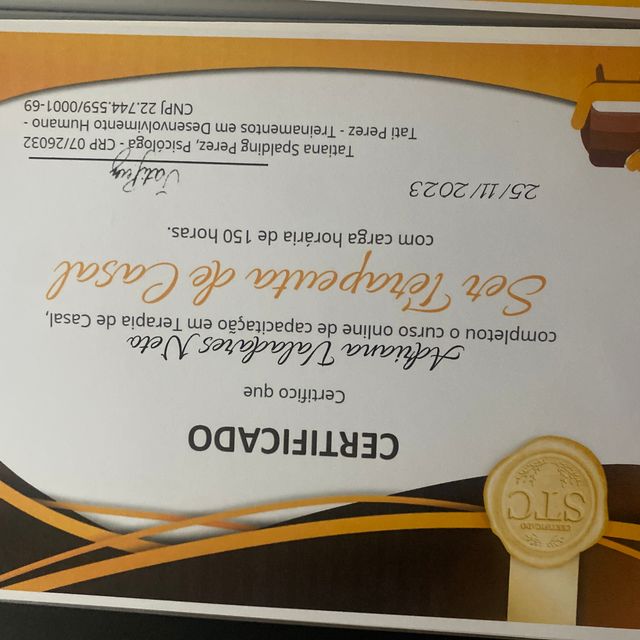 CERTIFICADO
STC
CERTIFICADO
Certifico que
Adriana Valadares Neto
completou o curso online de capacitação em Terapia de Casal,
Ser Terapeuta de Casal
com carga horária de 150 horas.
25/11/2023
Tatiana Spalding Perez, Psicóloga - CRP 07/26032
Tati Perez - Treinamentos em Desenvolvimento Humano -
CNPJ 22.744.559/0001-69